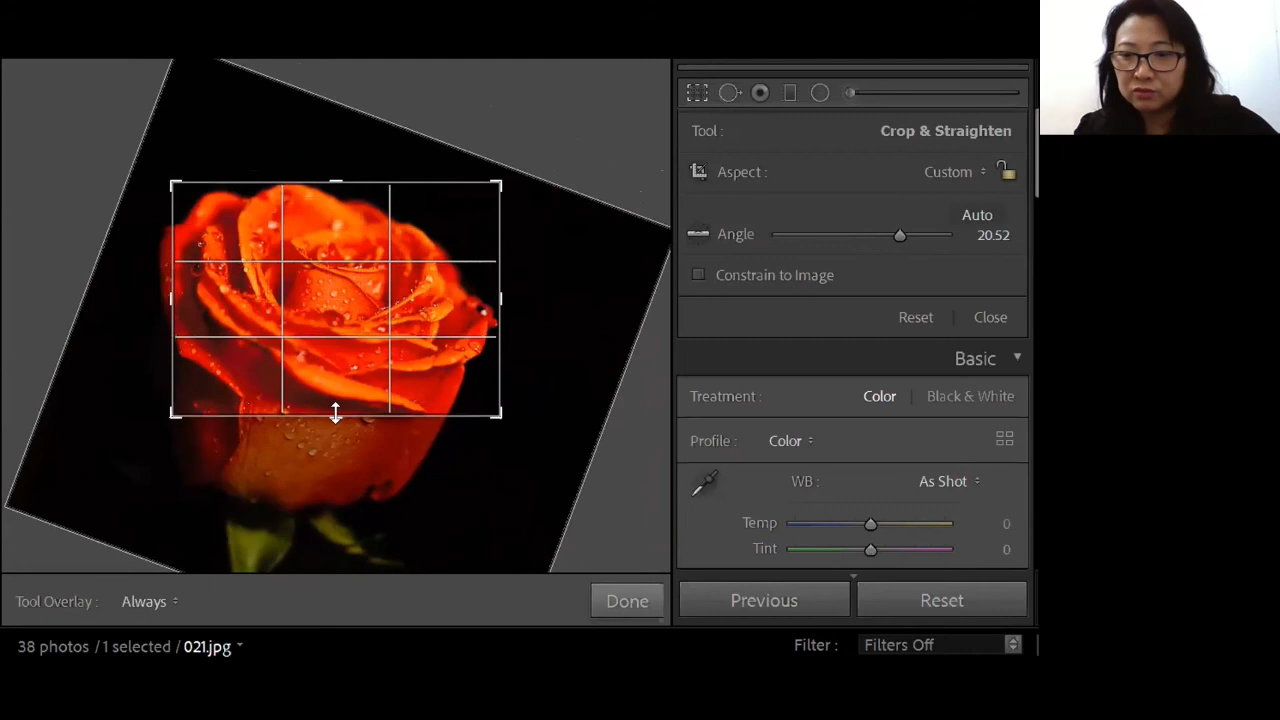 Tool :
Crop & Straighten
Aspect :
Custom
Auto
Angle
20.52
Constrain to Image
Reset
Close
Basic
Treatment :
Color
Black & White
Profile :
Color
WB :
As Shot
Temp
0
Tint
0
Tool Overlay :
Always
Done
Previous
Reset
38 photos / 1 selected / 021.jpg
Filter :
Filters Off